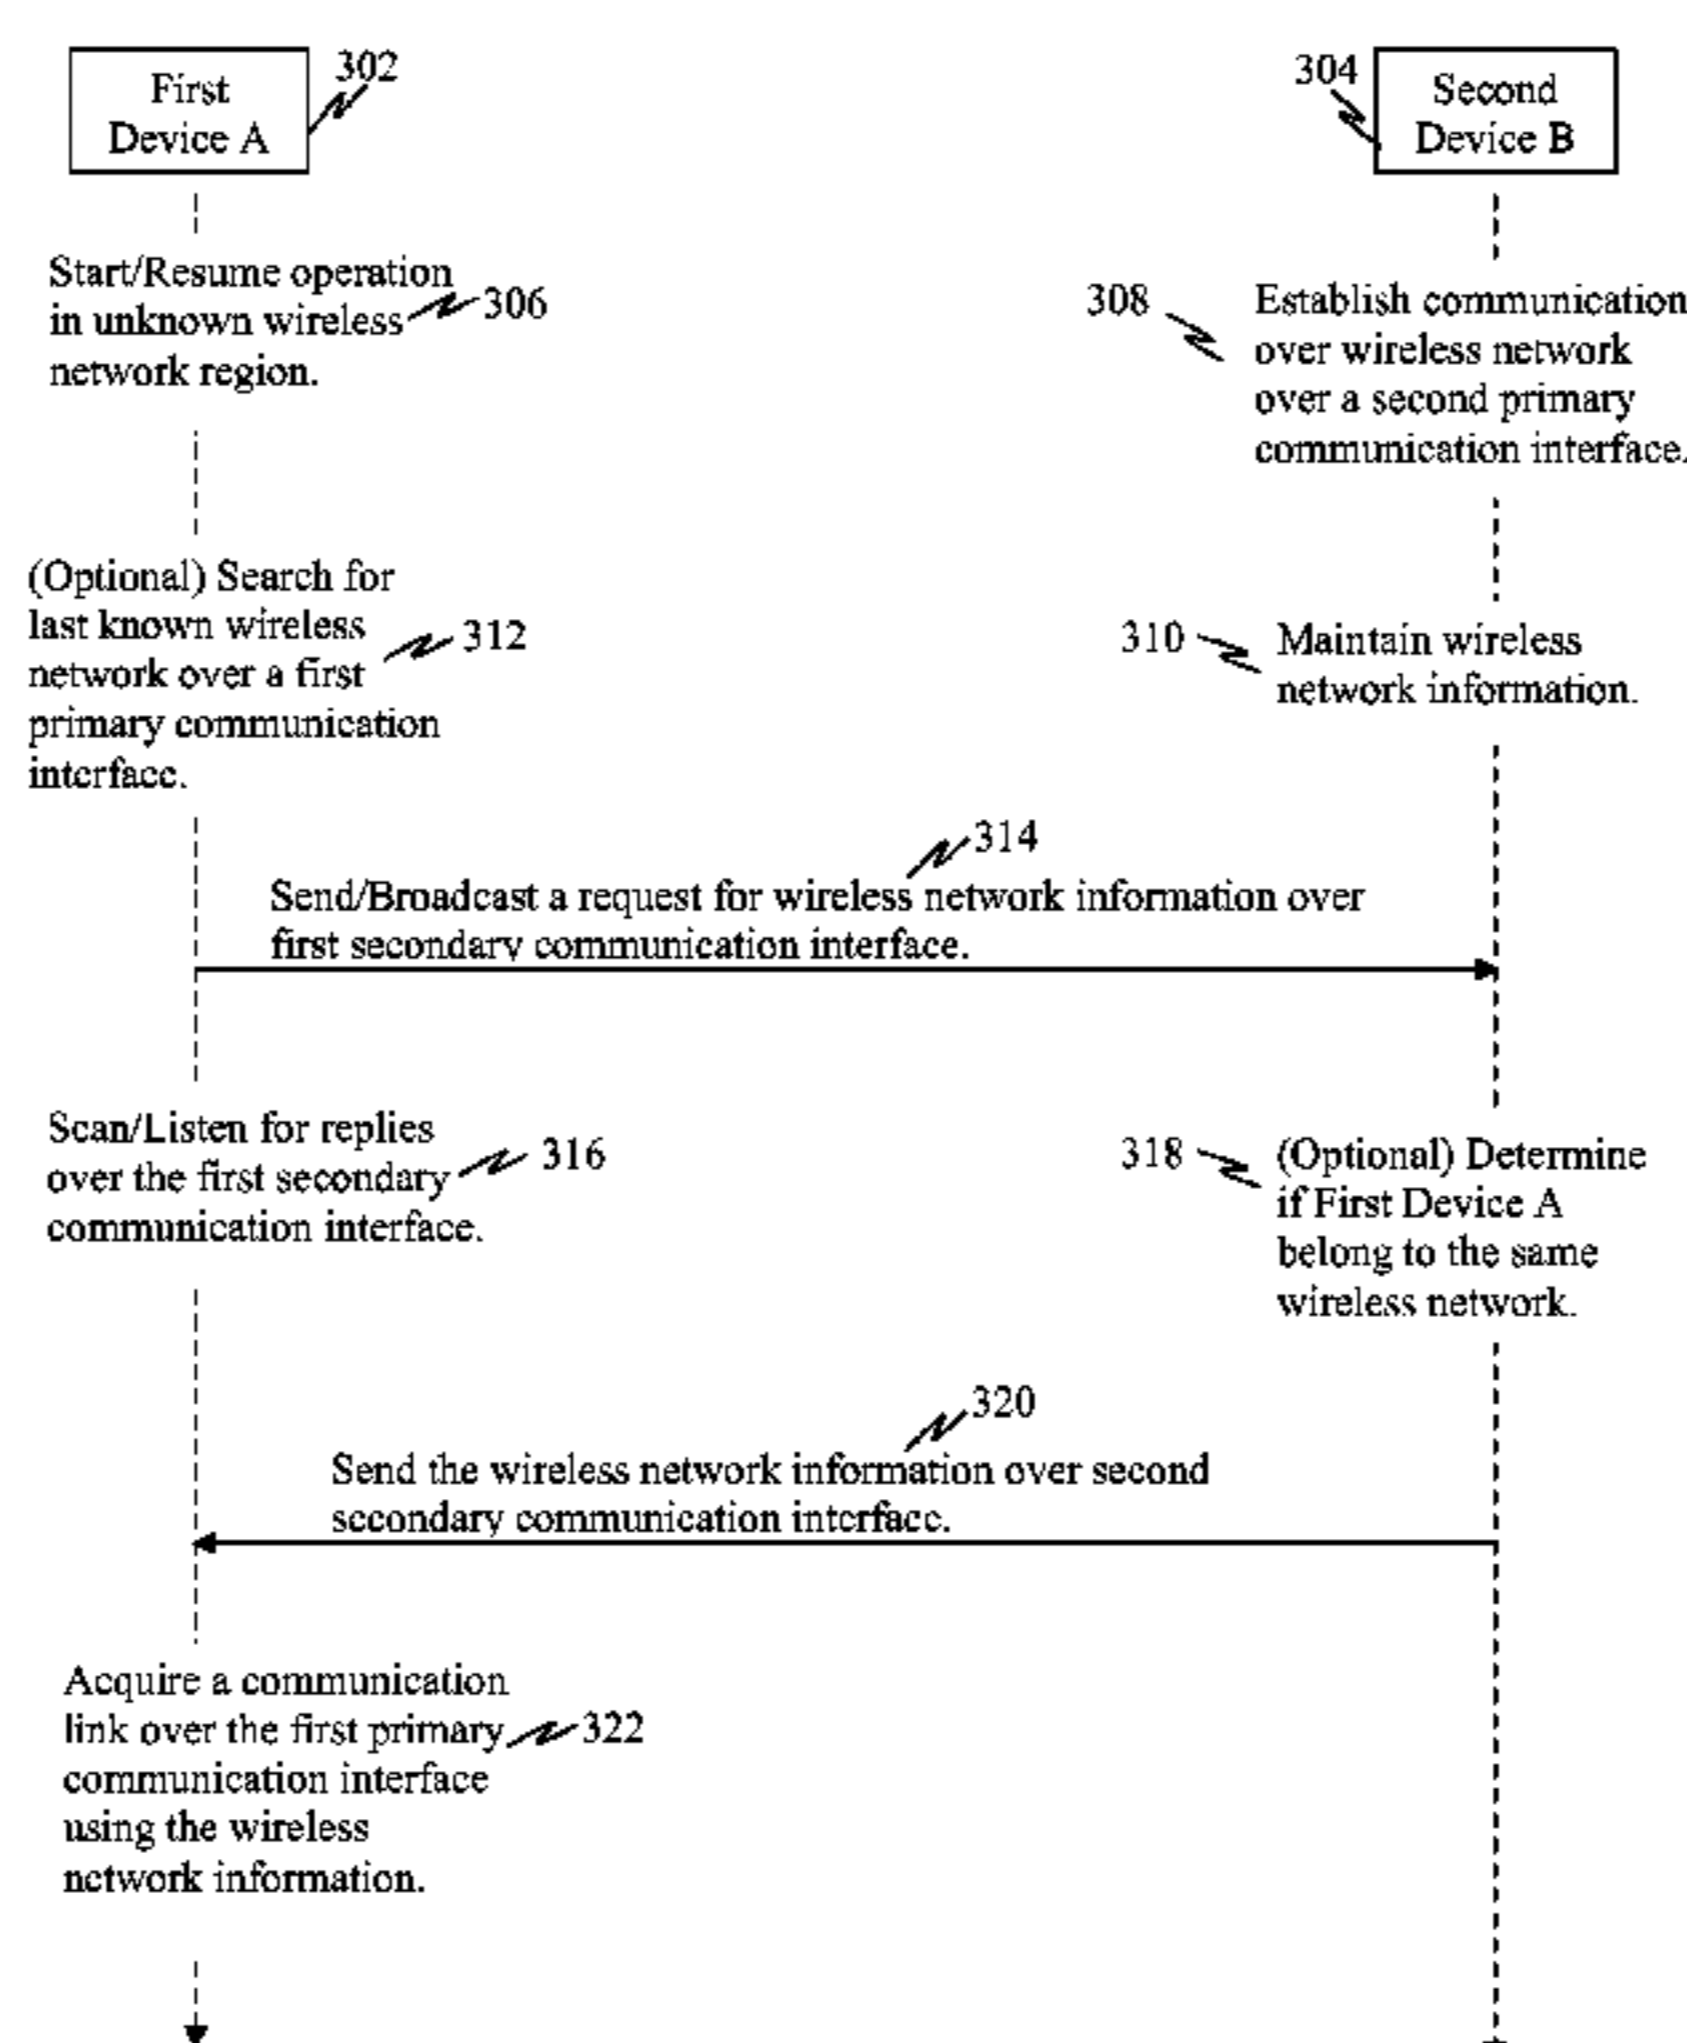 First
Device A
302
304
Second
Device B
Start/Resume operation
in unknown wireless
network region.
306
308
Establish communication
over wireless network
over a second primary
communication interface.
(Optional) Search for
last known wireless
network over a first
primary communication
interface.
312
310
Maintain wireless
network information.
314
Send/Broadcast a request for wireless network information over
first secondary communication interface.
Scan/Listen for replies
over the first secondary
communication interface.
316
318
(Optional) Determine
if First Device A
belong to the same
wireless network.
320
Send the wireless network information over second
secondary communication interface.
Acquire a communication
link over the first primary
communication interface
using the wireless
network information.
322